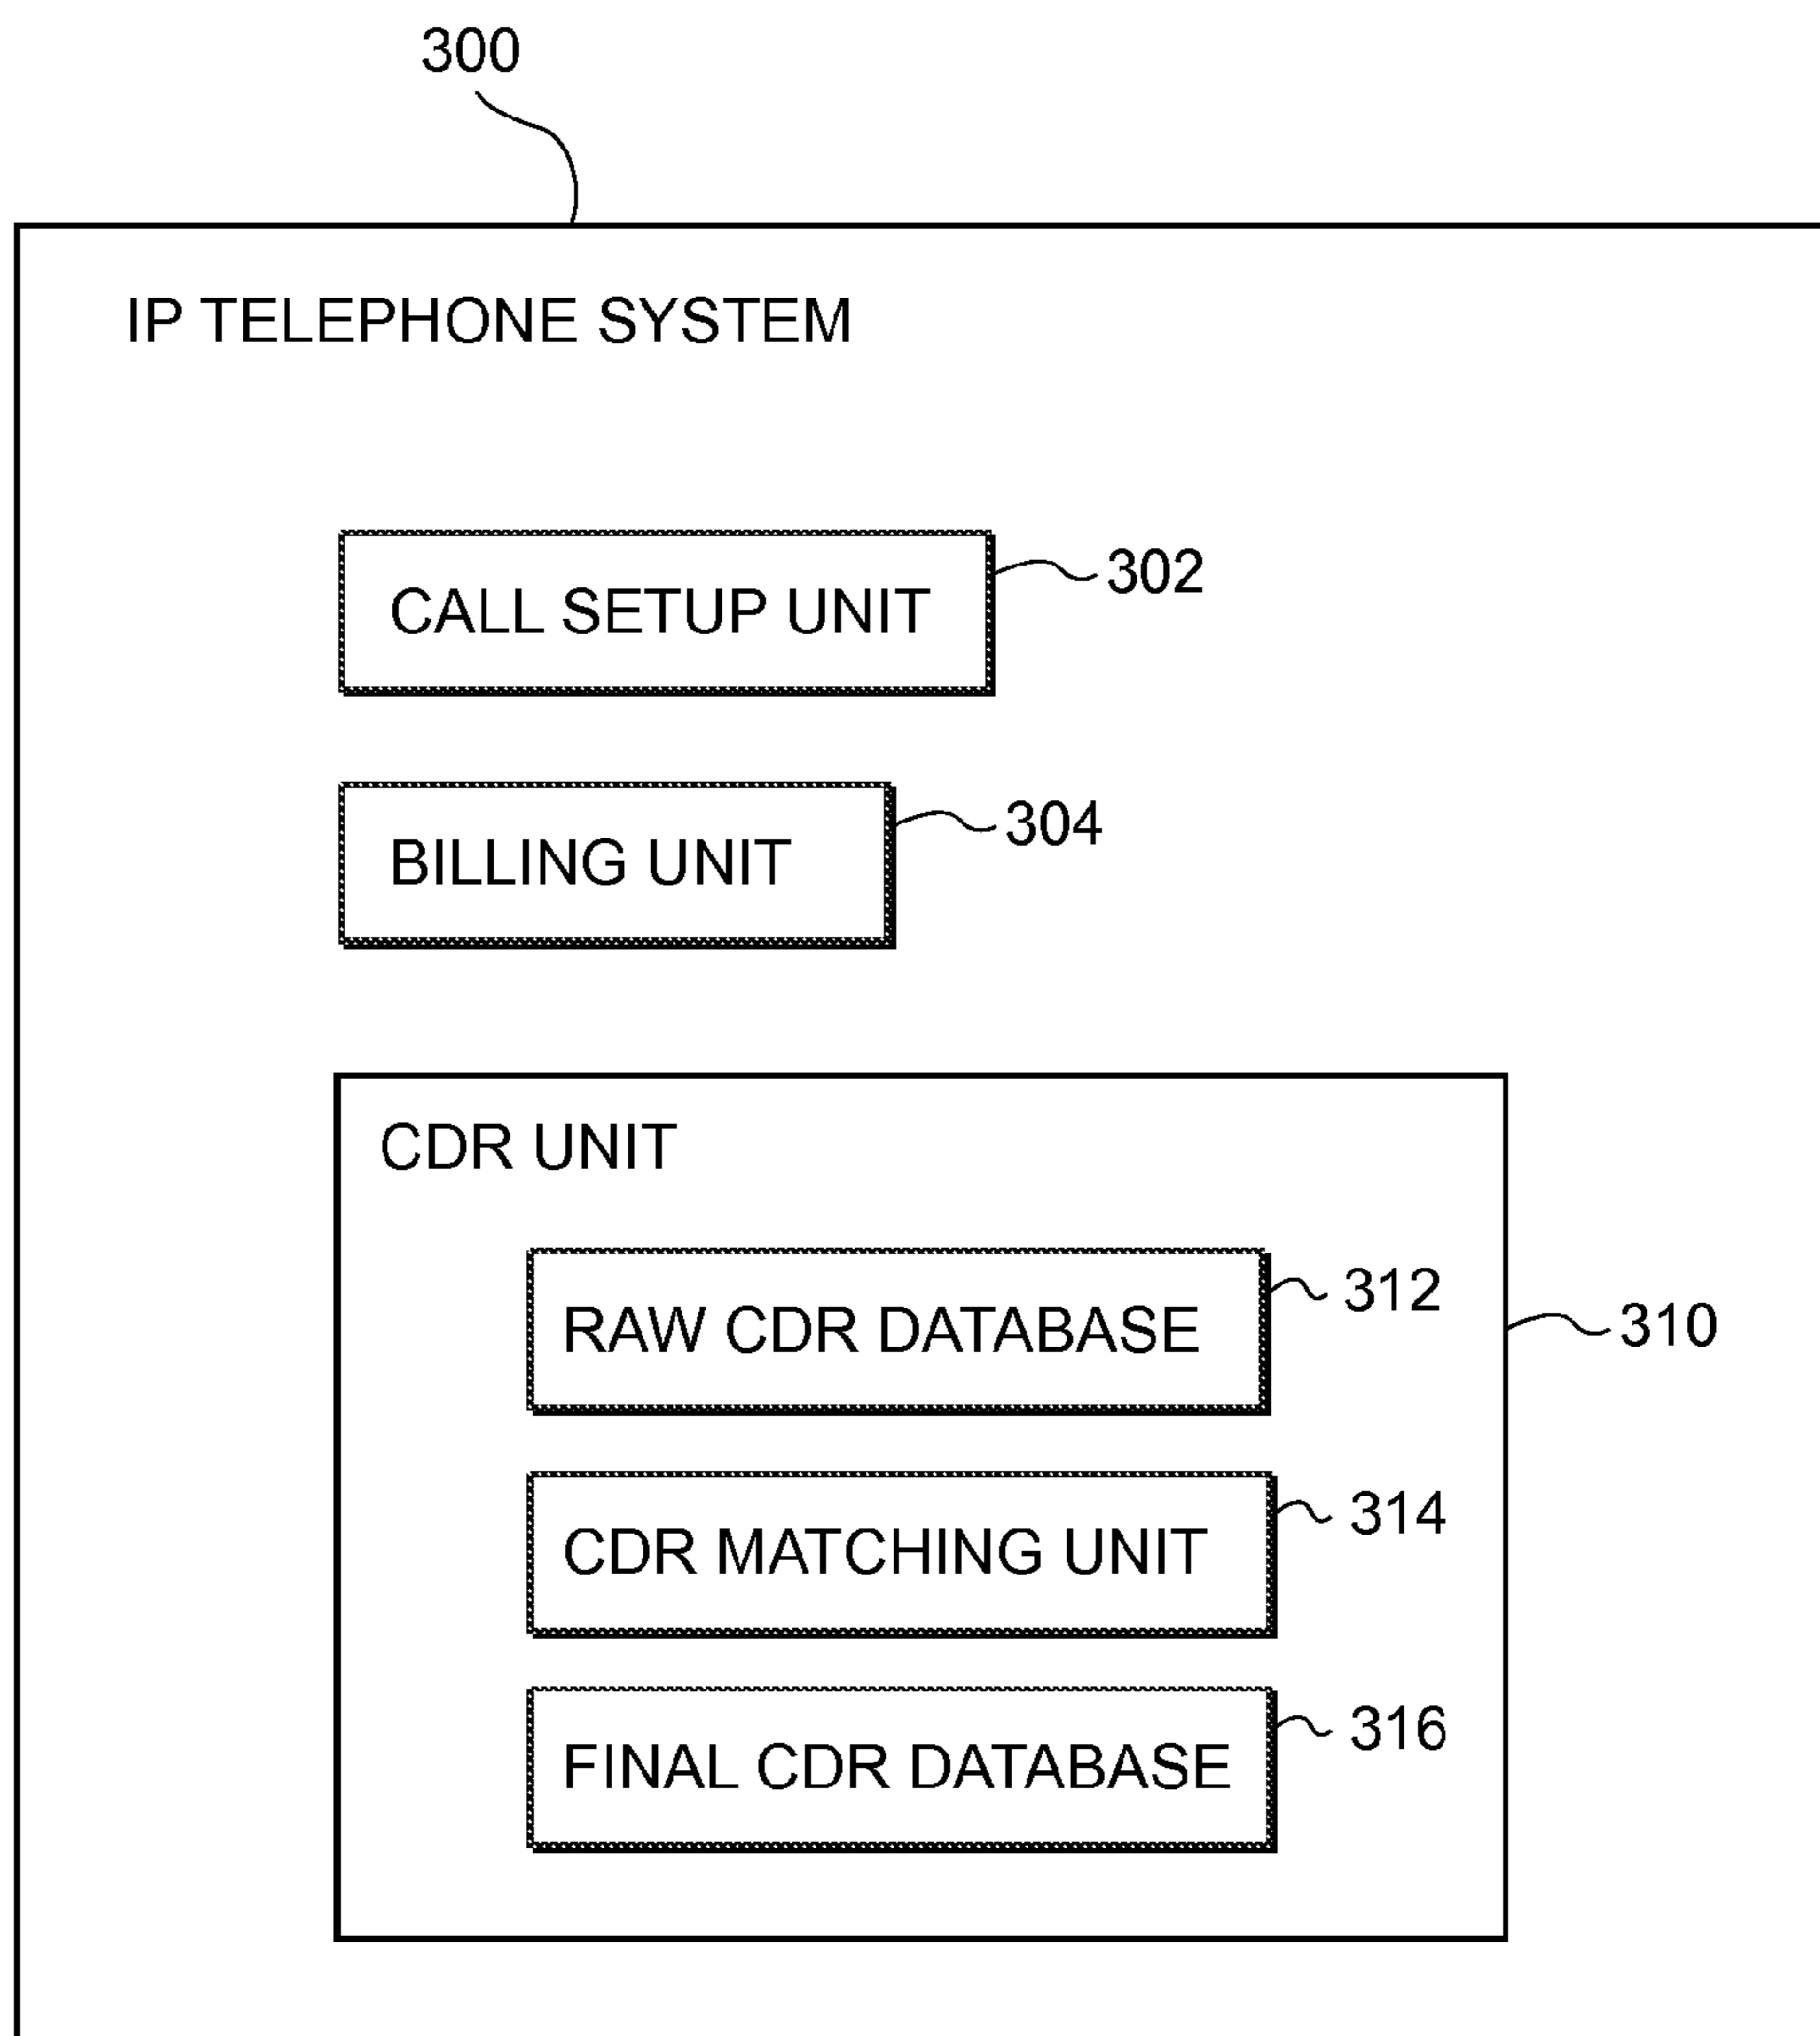 300
IP TELEPHONE SYSTEM
CALL SETUP UNIT
302
BILLING UNIT
304
CDR UNIT
RAW CDR DATABASE
312
310
CDR MATCHING UNIT
314
FINAL CDR DATABASE
316